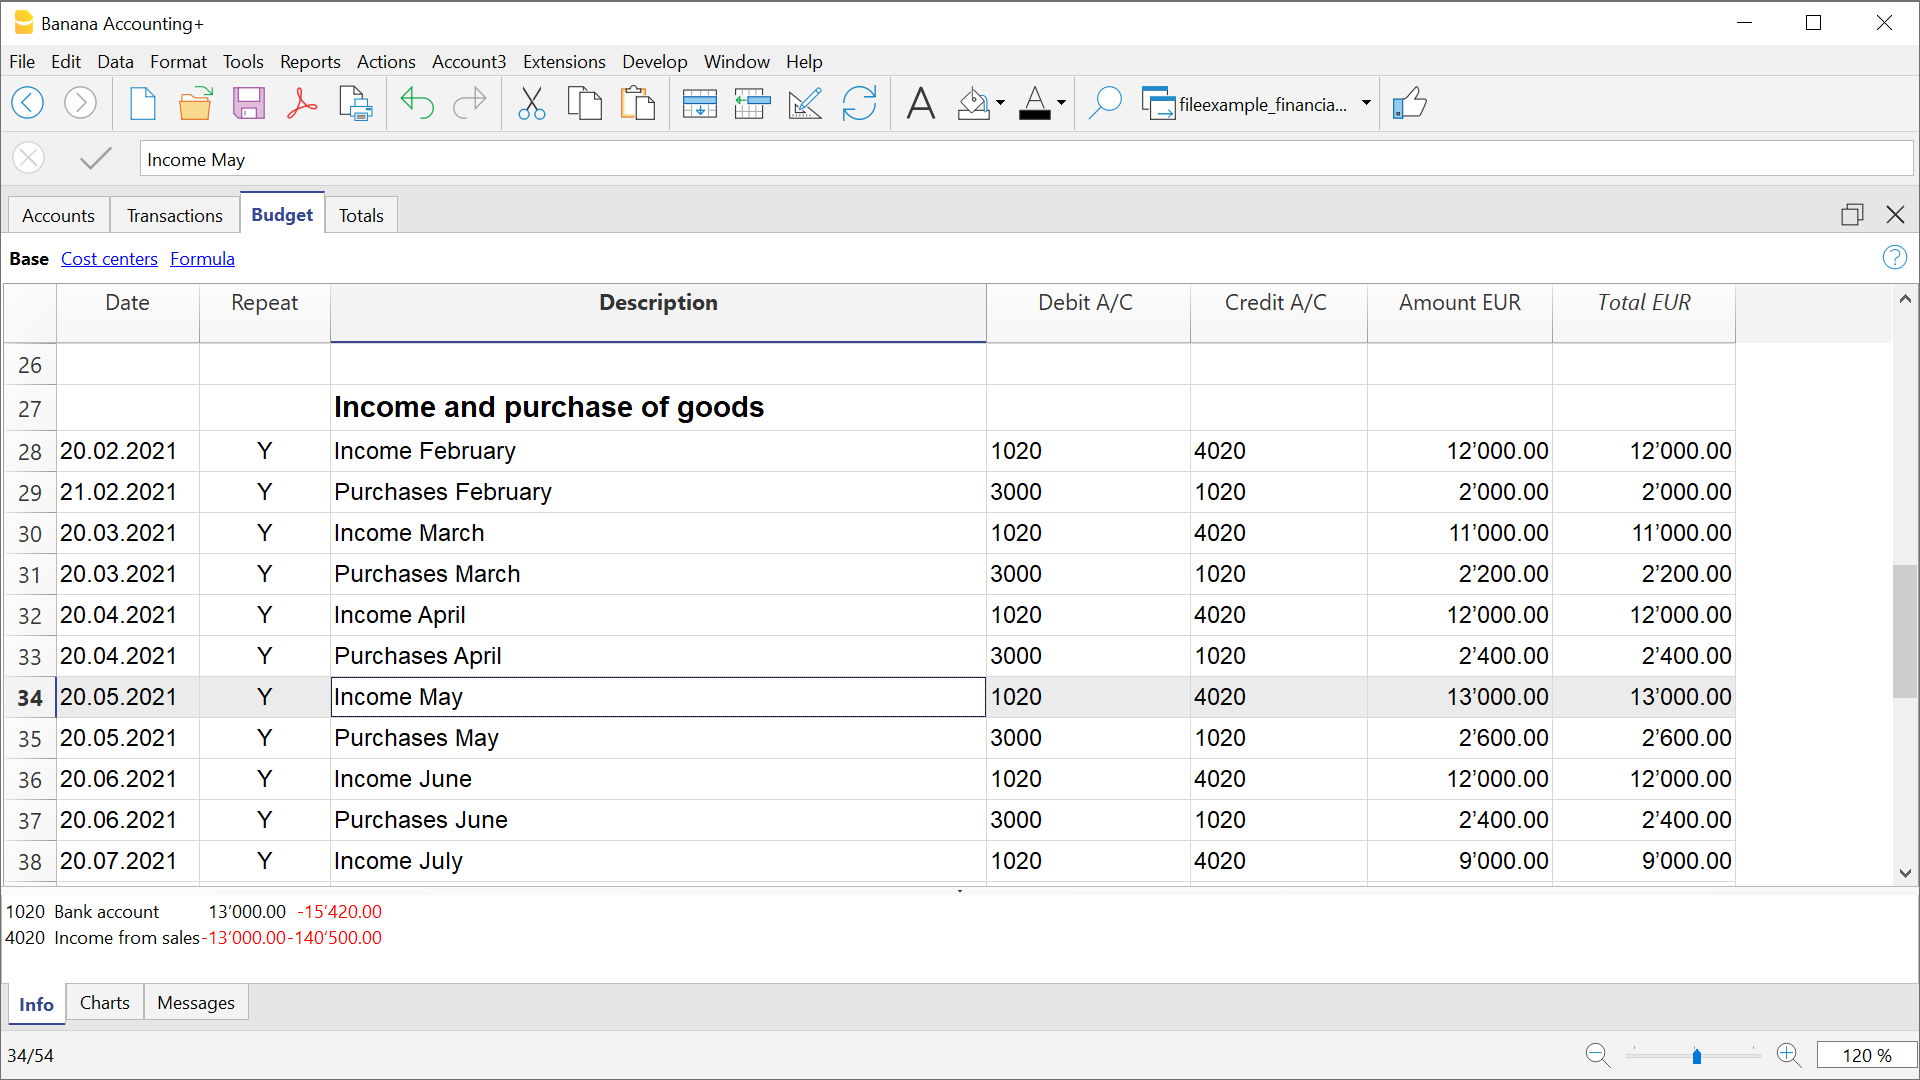 Banana Accounting+
File Edit Data Format Tools Reports Actions Account3 Extensions Develop Window Help
fileexample_financia...
Income May
Accounts Transactions Budget Totals
Base Cost centers Formula
Date Repeat Description Debit A/C Credit A/C Amount EUR Total EUR
26
27 Income and purchase of goods
28 20.02.2021 Y Income February 1020 4020 12’000.00 12’000.00
29 21.02.2021 Y Purchases February 3000 1020 2’000.00 2’000.00
30 20.03.2021 Y Income March 1020 4020 11’000.00 11’000.00
31 20.03.2021 Y Purchases March 3000 1020 2’200.00 2’200.00
32 20.04.2021 Y Income April 1020 4020 12’000.00 12’000.00
33 20.04.2021 Y Purchases April 3000 1020 2’400.00 2’400.00
34 20.05.2021 Y Income May 1020 4020 13’000.00 13’000.00
35 20.05.2021 Y Purchases May 3000 1020 2’600.00 2’600.00
36 20.06.2021 Y Income June 1020 4020 12’000.00 12’000.00
37 20.06.2021 Y Purchases June 3000 1020 2’400.00 2’400.00
38 20.07.2021 Y Income July 1020 4020 9’000.00 9’000.00
1020 Bank account 13’000.00 -15’420.00
4020 Income from sales -13’000.00 -140’500.00
Info Charts Messages
34/54 120 %